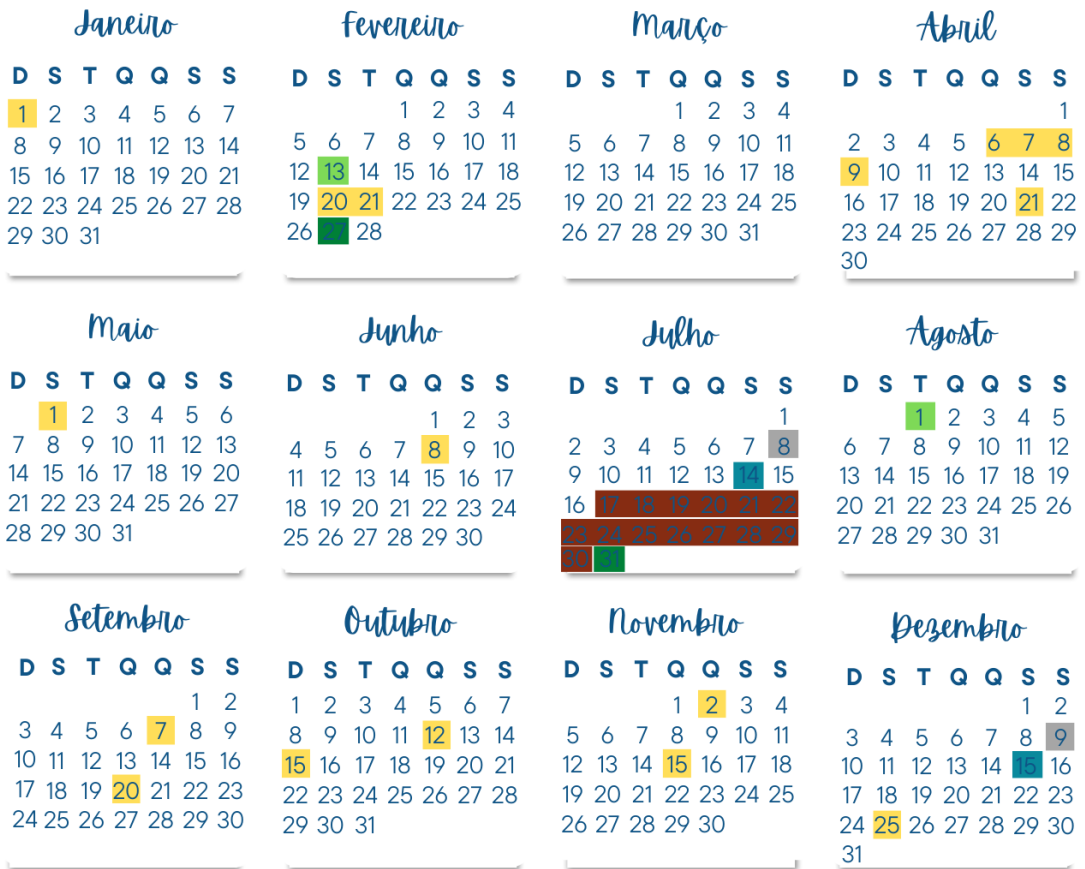 Janeiro
D S T Q Q S S
1 2 3 4 5 6 7
8 9 10 11 12 13 14
15 16 17 18 19 20 21
22 23 24 25 26 27 28
29 30 31
Fevereiro
D S T Q Q S S
1 2 3 4
5 6 7 8 9 10 11
12 13 14 15 16 17 18
19 20 21 22 23 24 25
26 27 28
Março
D S T Q Q S S
1 2 3 4
5 6 7 8 9 10 11
12 13 14 15 16 17 18
19 20 21 22 23 24 25
26 27 28 29 30 31
Abril
D S T Q Q S S
1
2 3 4 5 6 7 8
9 10 11 12 13 14 15
16 17 18 19 20 21 22
23 24 25 26 27 28 29
30
Maio
D S T Q Q S S
1 2 3 4 5 6
7 8 9 10 11 12 13
14 15 16 17 18 19 20
21 22 23 24 25 26 27
28 29 30 31
Junho
D S T Q Q S S
1 2 3
4 5 6 7 8 9 10
11 12 13 14 15 16 17
18 19 20 21 22 23 24
25 26 27 28 29 30
Julho
D S T Q Q S S
1
2 3 4 5 6 7 8
9 10 11 12 13 14 15
16 17 18 19 20 21 22
23 24 25 26 27 28 29
30 31
Agosto
D S T Q Q S S
1 2 3 4 5
6 7 8 9 10 11 12
13 14 15 16 17 18 19
20 21 22 23 24 25 26
27 28 29 30 31
Setembro
D S T Q Q S S
1 2
3 4 5 6 7 8 9
10 11 12 13 14 15 16
17 18 19 20 21 22 23
24 25 26 27 28 29 30
Outubro
D S T Q Q S S
1 2 3 4 5 6 7
8 9 10 11 12 13 14
15 16 17 18 19 20 21
22 23 24 25 26 27 28
29 30 31
Novembro
D S T Q Q S S
1 2 3 4
5 6 7 8 9 10 11
12 13 14 15 16 17 18
19 20 21 22 23 24 25
26 27 28 29 30
Dezembro
D S T Q Q S S
1 2
3 4 5 6 7 8 9
10 11 12 13 14 15 16
17 18 19 20 21 22 23
24 25 26 27 28 29 30
31